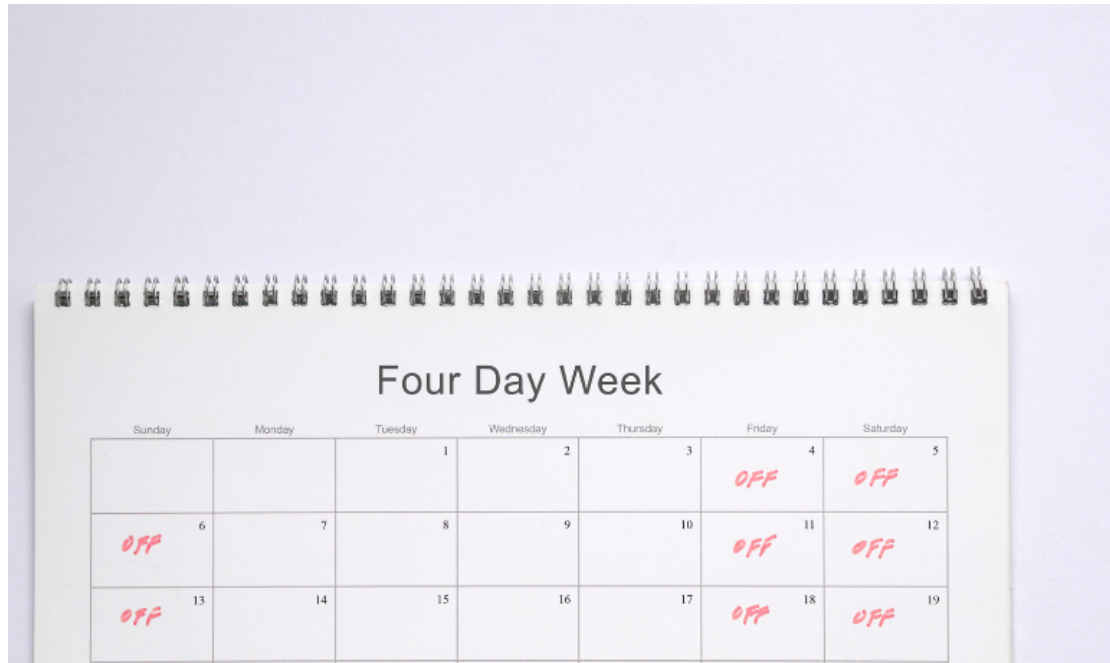 Four Day Week
Sunday Monday Tuesday Wednesday Thursday Friday Saturday
1 2 3 4 5
OFF OFF
6 7 8 9 10 11 12
OFF OFF OFF
13 14 15 16 17 18 19
OFF OFF OFF